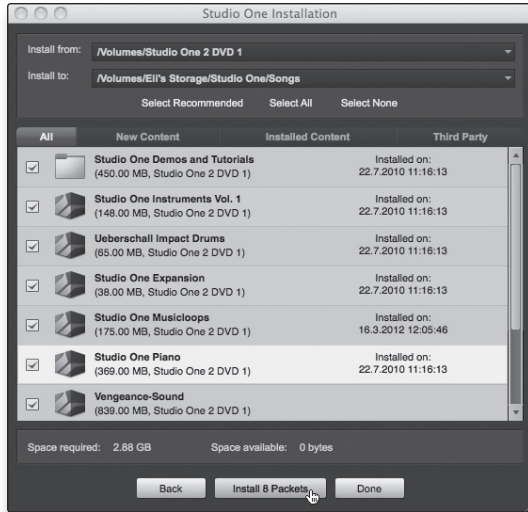 Studio One Installation
Install from: /Volumes/Studio One 2 DVD 1
Install to: /Volumes/Eli's Storage/Studio One/Songs
Select Recommended Select All Select None
All New Content Installed Content Third Party
Studio One Demos and Tutorials Installed on:
(450.00 MB, Studio One 2 DVD 1) 22.7.2010 11:16:13
Studio One Instruments Vol. 1 Installed on:
(148.00 MB, Studio One 2 DVD 1) 22.7.2010 11:16:13
Ueberschall Impact Drums Installed on:
(65.00 MB, Studio One 2 DVD 1) 22.7.2010 11:16:13
Studio One Expansion Installed on:
(38.00 MB, Studio One 2 DVD 1) 22.7.2010 11:16:13
Studio One Musicloops Installed on:
(175.00 MB, Studio One 2 DVD 1) 16.3.2012 12:05:46
Studio One Piano Installed on:
(369.00 MB, Studio One 2 DVD 1) 22.7.2010 11:16:13
Vengeance-Sound
(839.00 MB, Studio One 2 DVD 1)
Space required: 2.88 GB Space available: 0 bytes
Back Install 8 Packets Done